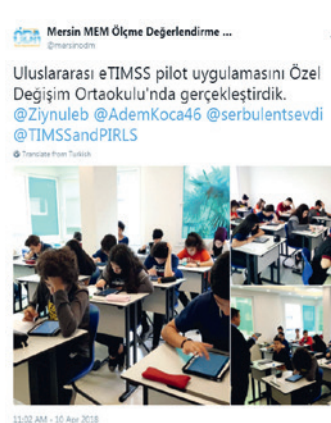 Mersin MEM Ölçme Değerlendirme ...
@mersinodm
Uluslararası eTIMSS pilot uygulamasını Özel
Değişim Ortaokulu'nda gerçekleştirdik.
@Ziynuleb @AdemKoca46 @serbulentsevdi
@TIMSSandPIRLS
Translate from Turkish
11:02 AM - 10 Apr 2018